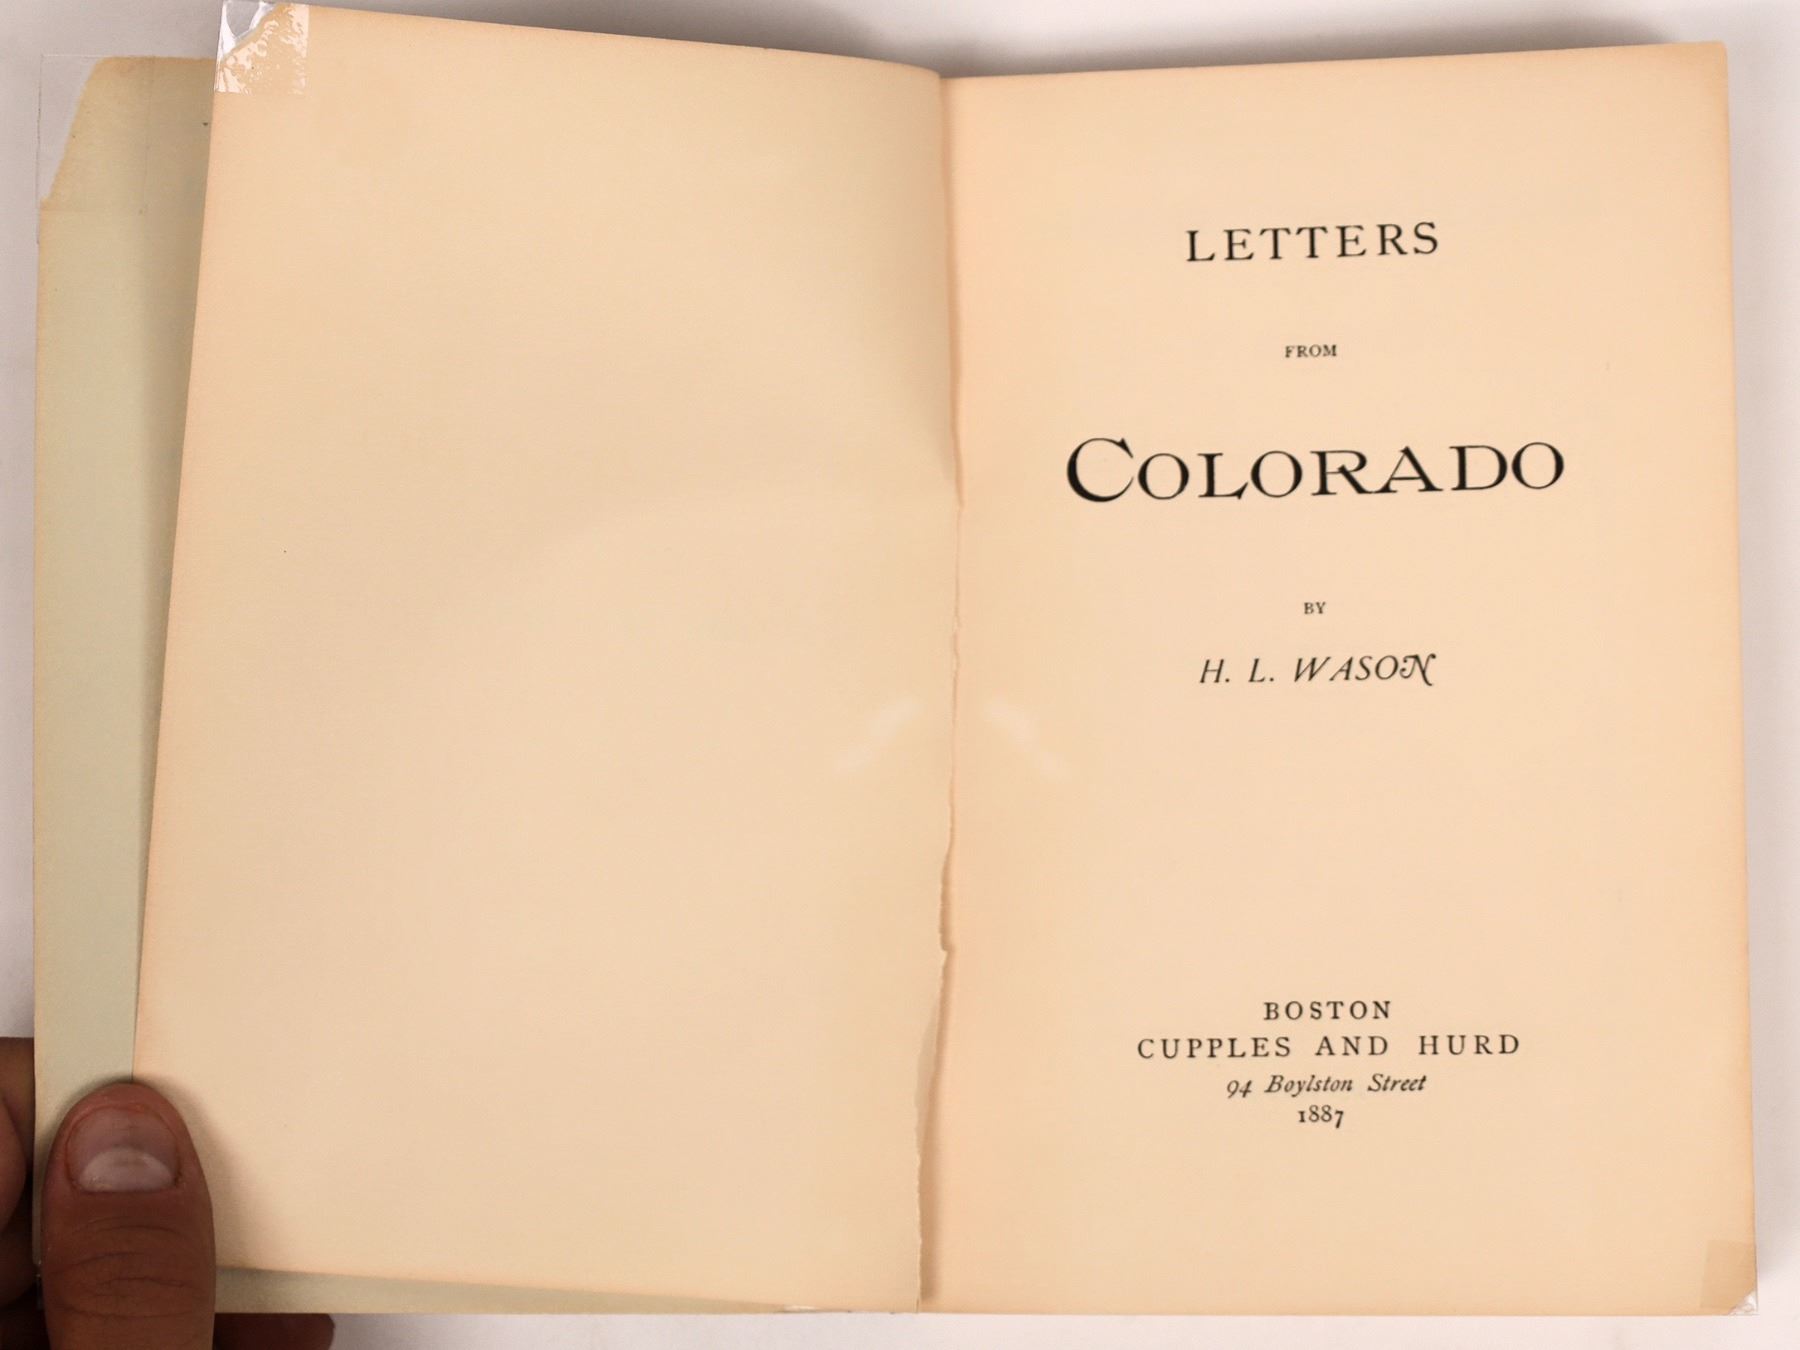 LETTERS
FROM
COLORADO
BY
H. L. WASON
BOSTON
CUPPLES AND HURD
94 Boylston Street
1887